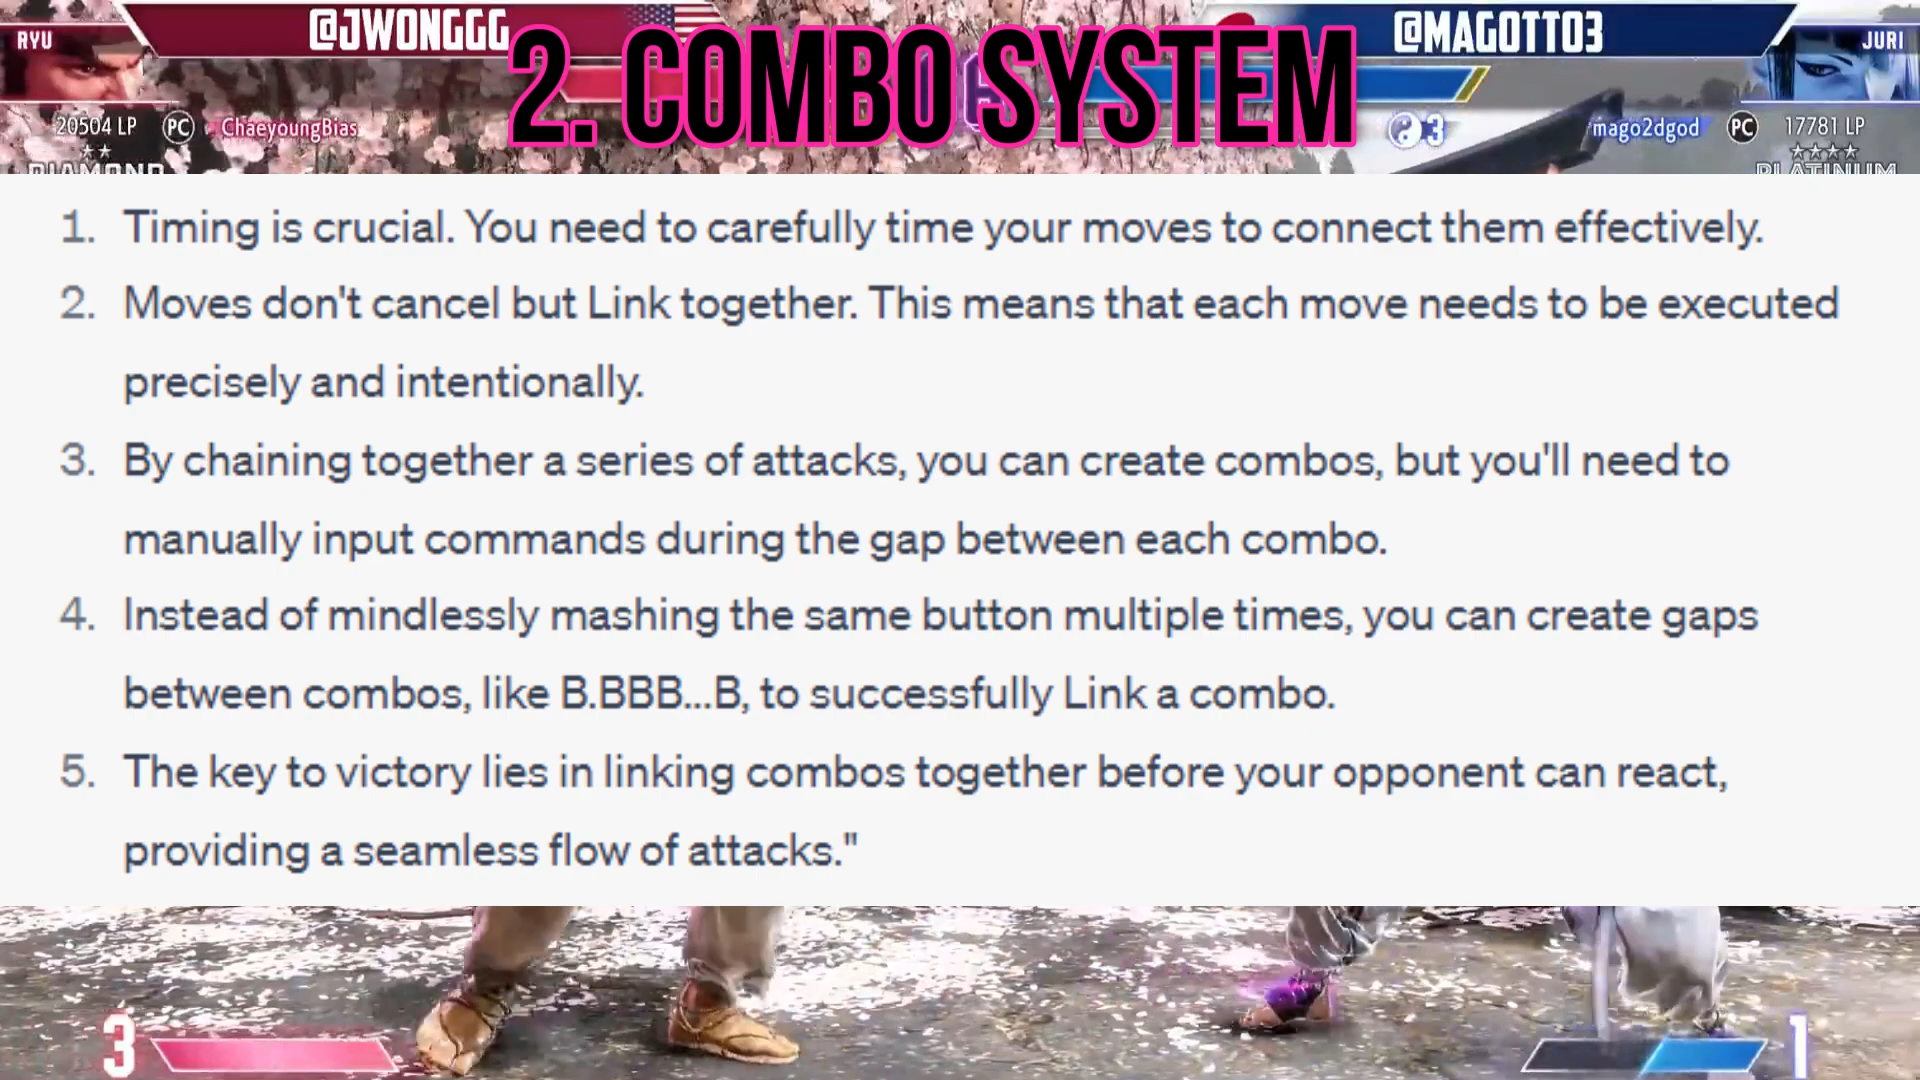 RYU
@JWONGGG
2. COMBO SYSTEM
@MAGOTTO3
JURI
20504 LP
PC
ChaeyoungBias
3
mago2dgod
PC
17781 LP
DIAMOND
PLATINUM
1. Timing is crucial. You need to carefully time your moves to connect them effectively.
2. Moves don't cancel but Link together. This means that each move needs to be executed
precisely and intentionally.
3. By chaining together a series of attacks, you can create combos, but you'll need to
manually input commands during the gap between each combo.
4. Instead of mindlessly mashing the same button multiple times, you can create gaps
between combos, like B.BBB...B, to successfully Link a combo.
5. The key to victory lies in linking combos together before your opponent can react,
providing a seamless flow of attacks."
3
1